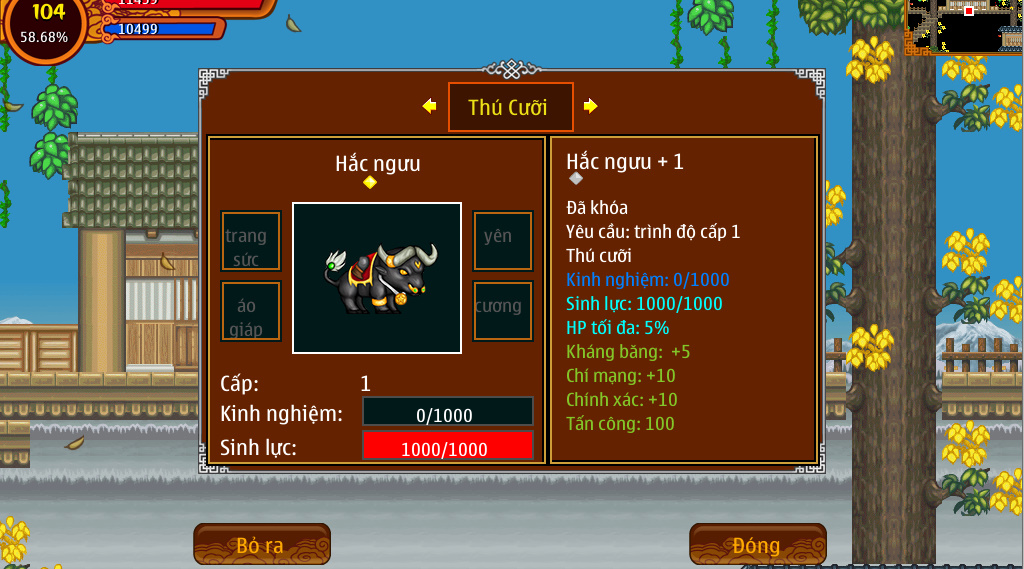 11499
104
10499
58.68%
Thú Cưỡi
Hắc ngưu
trang
sức
yên
áo
giáp
cương
Cấp: 1
Kinh nghiệm: 0/1000
Sinh lực: 1000/1000
Hắc ngưu + 1
Đã khóa
Yêu cầu: trình độ cấp 1
Thú cưỡi
Kinh nghiệm: 0/1000
Sinh lực: 1000/1000
HP tối đa: 5%
Kháng băng: +5
Chí mạng: +10
Chính xác: +10
Tấn công: 100
Bỏ ra
Đóng